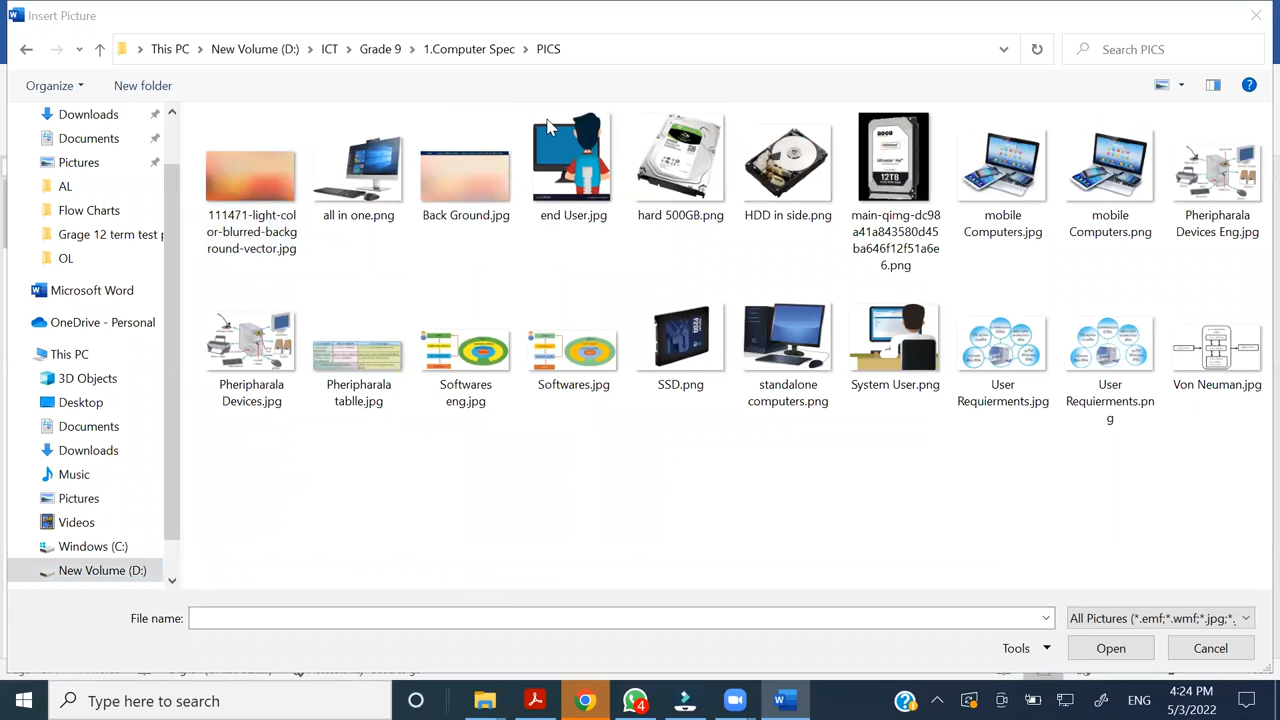 Insert Picture
This PC > New Volume (D:) > ICT > Grade 9 > 1.Computer Spec > PICS
Search PICS
Organize
New folder
Downloads
Documents
Pictures
AL
Flow Charts
Grage 12 term test p
OL
Microsoft Word
OneDrive - Personal
This PC
3D Objects
Desktop
Documents
Downloads
Music
Pictures
Videos
Windows (C:)
New Volume (D:)
111471-light-col
or-blurred-backg
round-vector.jpg
all in one.png
Back Ground.jpg
end User.jpg
hard 500GB.png
HDD in side.png
12TB
main-qimg-dc98
a41a843580d45
ba646f12f51a6e
6.png
mobile
Computers.jpg
mobile
Computers.png
Pheripharala
Devices Eng.jpg
Pheripharala
Devices.jpg
Pheripharala
tablle.jpg
Softwares
eng.jpg
Softwares.jpg
SSD.png
standalone
computers.png
System User.png
User
Requierments.jpg
User
Requierments.pn
g
Von Neuman.jpg
File name:
All Pictures (*.emf;*.wmf;*.jpg;*.
Tools
Open
Cancel
Type here to search
4
ENG
4:24 PM
5/3/2022